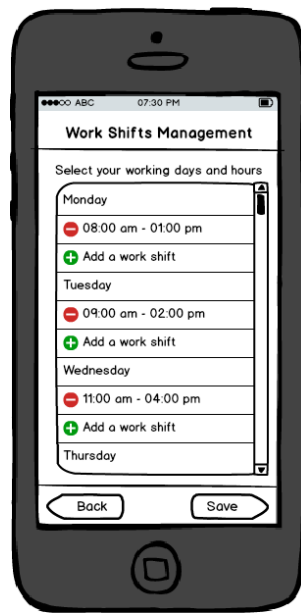 ABC 07:30 PM
Work Shifts Management
Select your working days and hours
Monday
08:00 am - 01:00 pm
Add a work shift
Tuesday
09:00 am - 02:00 pm
Add a work shift
Wednesday
11:00 am - 04:00 pm
Add a work shift
Thursday
Back Save